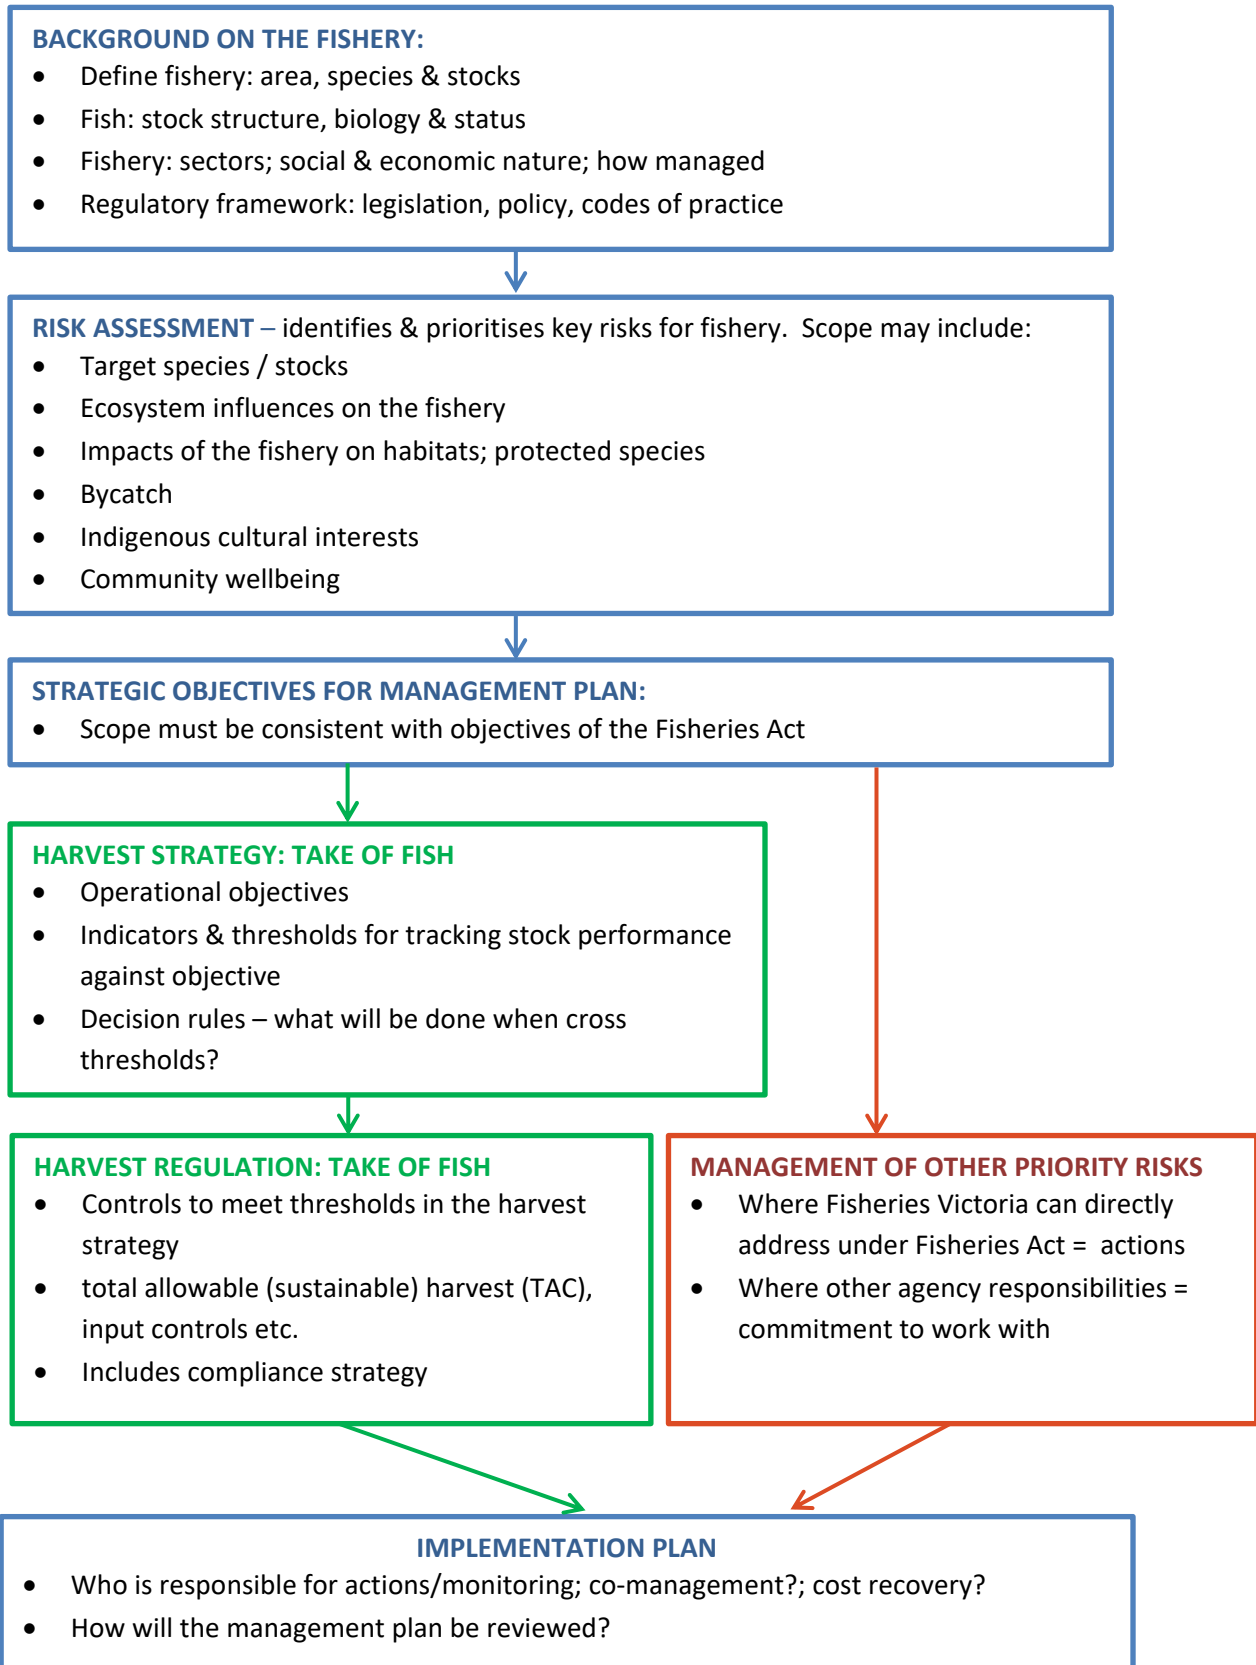 BACKGROUND ON THE FISHERY:
• Define fishery: area, species & stocks
• Fish: stock structure, biology & status
• Fishery: sectors; social & economic nature; how managed
• Regulatory framework: legislation, policy, codes of practice
RISK ASSESSMENT – identifies & prioritises key risks for fishery.  Scope may include:
• Target species / stocks
• Ecosystem influences on the fishery
• Impacts of the fishery on habitats; protected species
• Bycatch
• Indigenous cultural interests
• Community wellbeing
STRATEGIC OBJECTIVES FOR MANAGEMENT PLAN:
• Scope must be consistent with objectives of the Fisheries Act
HARVEST STRATEGY: TAKE OF FISH
• Operational objectives
• Indicators & thresholds for tracking stock performance
against objective
• Decision rules – what will be done when cross
thresholds?
HARVEST REGULATION: TAKE OF FISH
• Controls to meet thresholds in the harvest
strategy
• total allowable (sustainable) harvest (TAC),
input controls etc.
• Includes compliance strategy
MANAGEMENT OF OTHER PRIORITY RISKS
• Where Fisheries Victoria can directly
address under Fisheries Act =  actions
• Where other agency responsibilities =
commitment to work with
IMPLEMENTATION PLAN
• Who is responsible for actions/monitoring; co-management?; cost recovery?
• How will the management plan be reviewed?